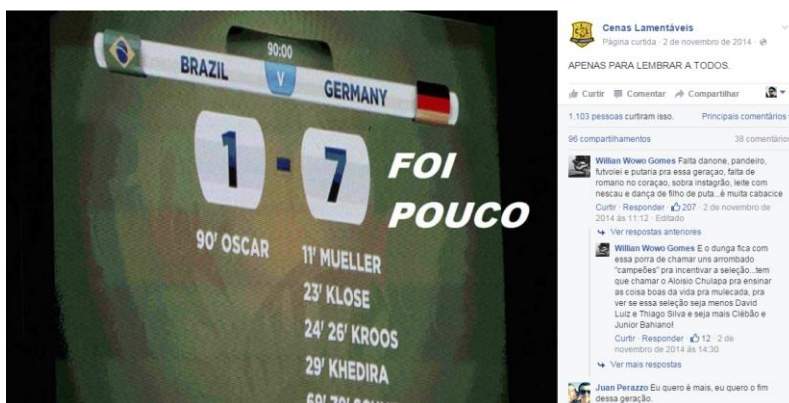 90:00
BRAZIL
V
GERMANY
1 - 7
FOI
POUCO
90' OSCAR
11' MUELLER
23' KLOSE
24' 26' KROOS
29' KHEDIRA
Cenas Lamentáveis
Página curtida · 2 de novembro de 2014 ·
APENAS PARA LEMBRAR A TODOS.
Curtir Comentar Compartilhar
1.103 pessoas curtiram isso. Principais comentários
96 compartilhamentos 38 comentários
Willian Wowo Gomes Falta danone, pandeiro,
futvolei e putaria pra essa geraçao, falta de
romario no coraçao, sobra instagrão, leite com
nescau e dança de filho de puta...é muita cabacice
Curtir · Responder · 207 · 2 de novembro de
2014 às 11:12 · Editado
Ver respostas anteriores
Willian Wowo Gomes E o dunga fica com
essa porra de chamar uns arrombado
"campeões" pra incentivar a seleção...tem
que chamar o Aloisio Chulapa pra ensinar
as coisa boas da vida pra mulecada, pra
ver se essa seleção seja menos David
Luiz e Thiago Silva e seja mais Clébão e
Junior Bahiano!
Curtir · Responder · 12 · 2 de
novembro de 2014 às 14:30
Ver mais respostas
Juan Perazzo Eu quero é mais, eu quero o fim
dessa geração.